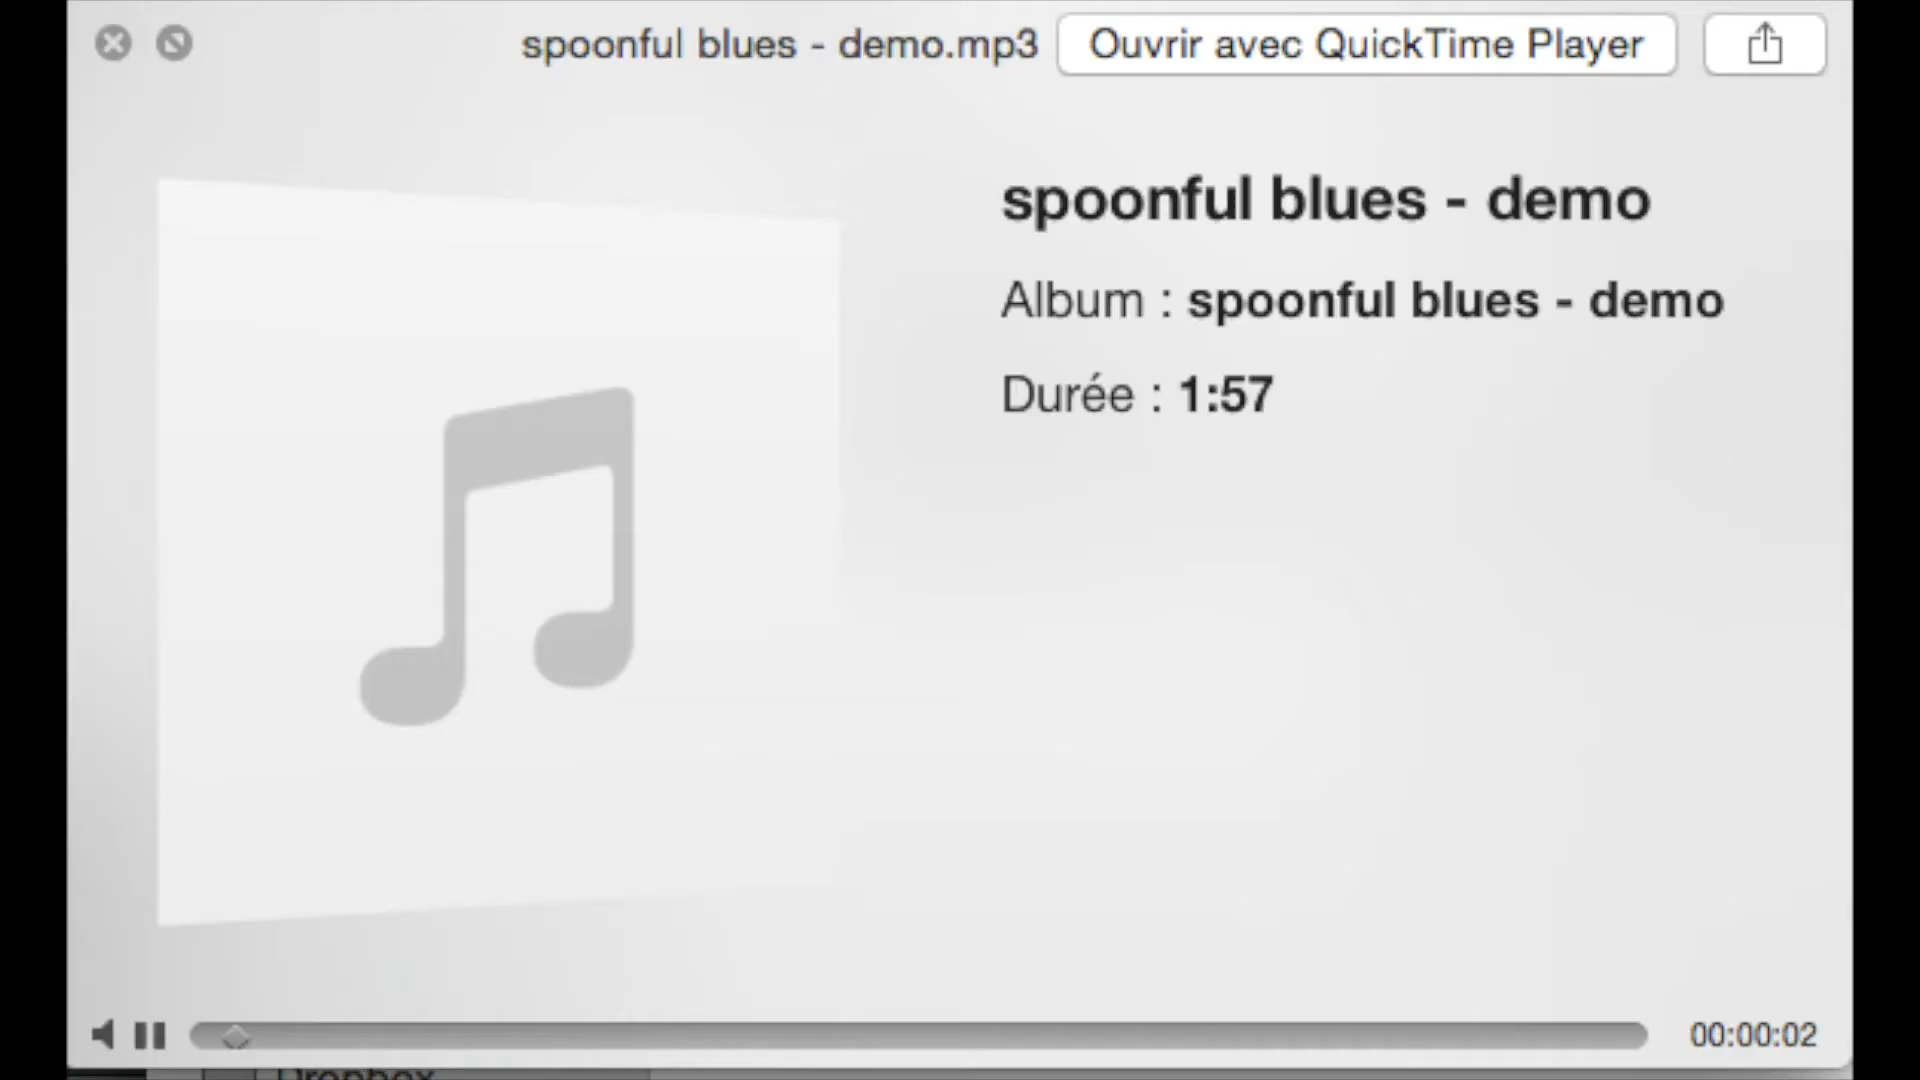 spoonful blues - demo.mp3
Ouvrir avec QuickTime Player
spoonful blues - demo
Album : spoonful blues - demo
Durée : 1:57
00:00:02
Dropbox